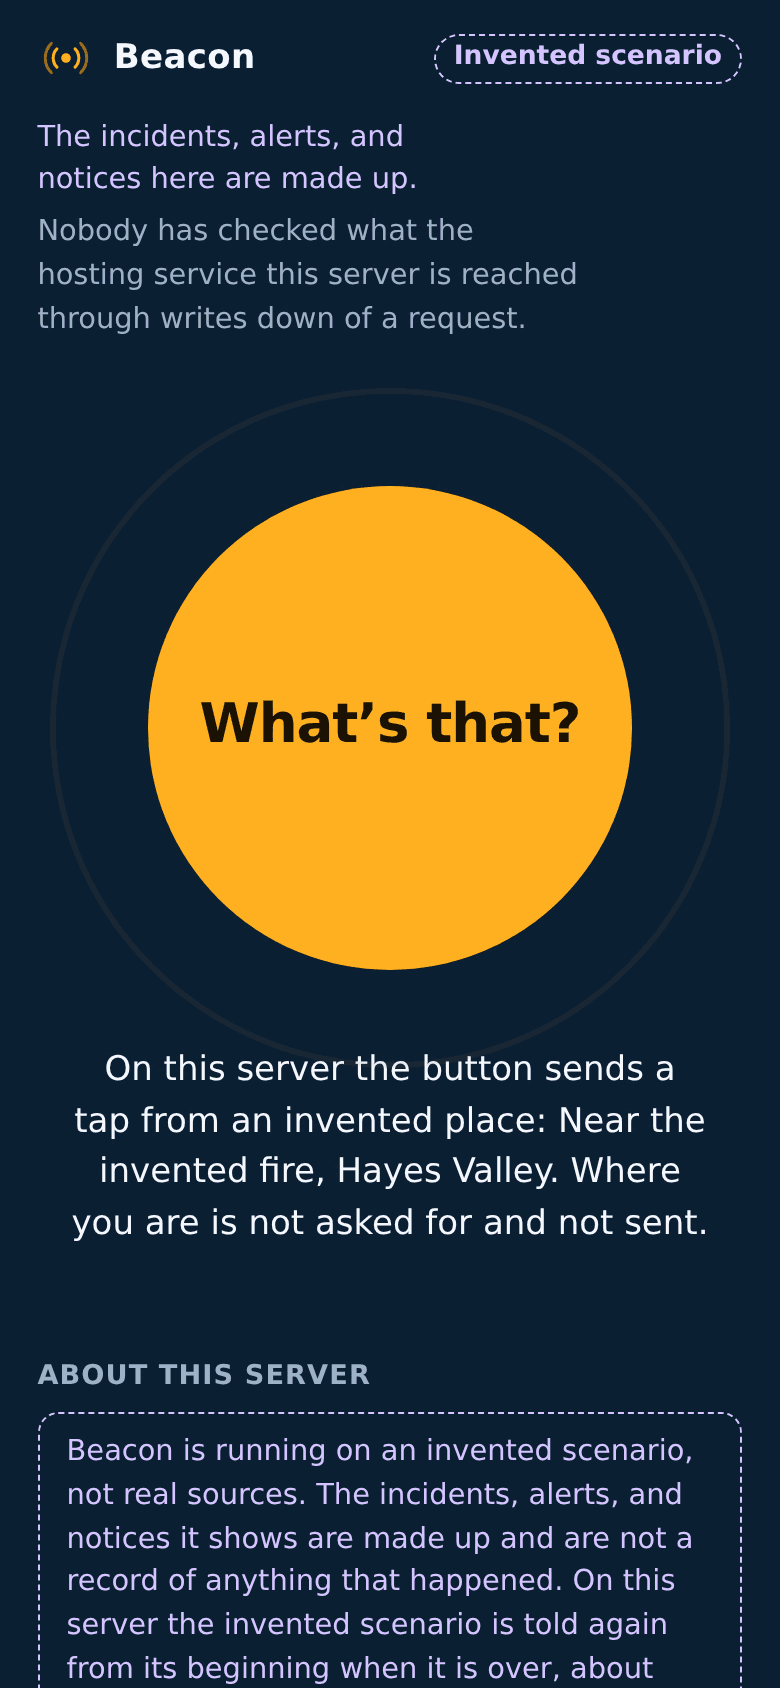 Beacon
Invented scenario
The incidents, alerts, and
notices here are made up.
Nobody has checked what the
hosting service this server is reached
through writes down of a request.
What’s that?
On this server the button sends a
tap from an invented place: Near the
invented fire, Hayes Valley. Where
you are is not asked for and not sent.
ABOUT THIS SERVER
Beacon is running on an invented scenario,
not real sources. The incidents, alerts, and
notices it shows are made up and are not a
record of anything that happened. On this
server the invented scenario is told again
from its beginning when it is over, about